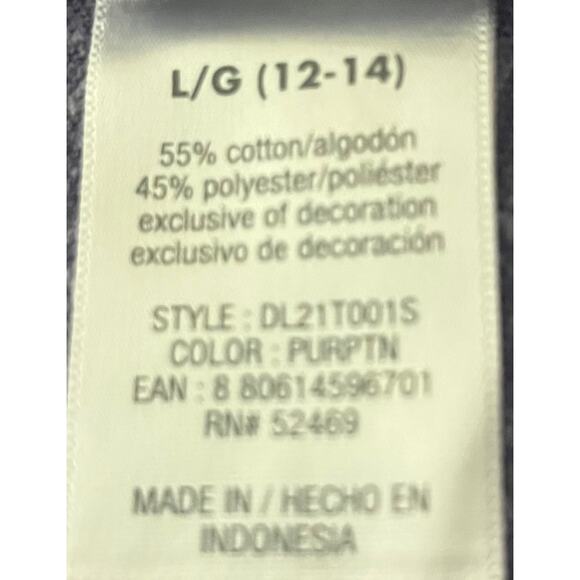 L/G (12-14)
55% cotton/algodón
45% polyester/poliéster
exclusive of decoration
exclusivo de decoración
STYLE : DL21T001S
COLOR : PURPTN
EAN : 8 80614596701
RN# 52469
MADE IN / HECHO EN
INDONESIA